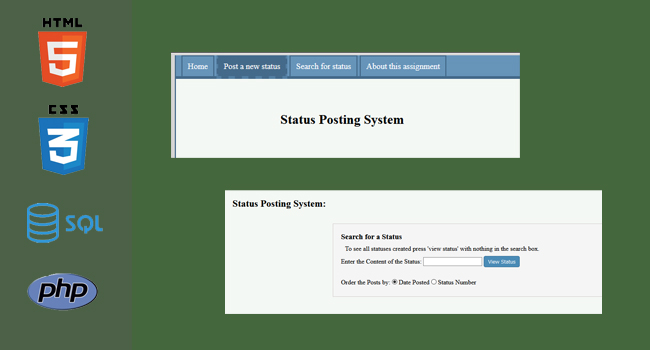 HTML
5
CSS
3
SQL
php
Home Post a new status Search for status About this assignment
Status Posting System
Status Posting System:
Search for a Status
To see all statuses created press 'view status' with nothing in the search box.
Enter the Content of the Status: View Status
Order the Posts by: Date Posted Status Number